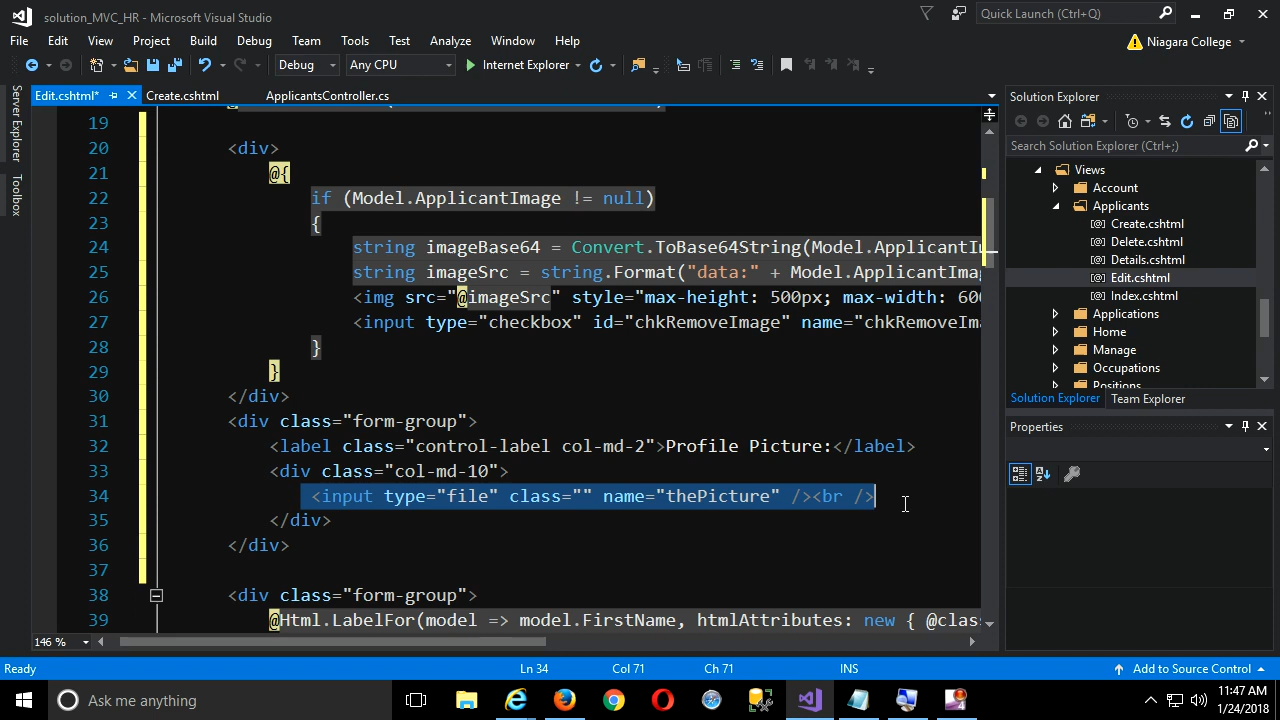 solution_MVC_HR - Microsoft Visual Studio
Quick Launch (Ctrl+Q)
File Edit View Project Build Debug Team Tools Test Analyze Window Help
Niagara College
Debug Any CPU Internet Explorer
Edit.cshtml* Create.cshtml ApplicantsController.cs
Server Explorer
Toolbox
19
20 <div>
21 @{
22 if (Model.ApplicantImage != null)
23 {
24 string imageBase64 = Convert.ToBase64String(Model.ApplicantIm
25 string imageSrc = string.Format("data:" + Model.ApplicantImag
26 <img src="@imageSrc" style="max-height: 500px; max-width: 600
27 <input type="checkbox" id="chkRemoveImage" name="chkRemoveIma
28 }
29 }
30 </div>
31 <div class="form-group">
32 <label class="control-label col-md-2">Profile Picture:</label>
33 <div class="col-md-10">
34 <input type="file" class="" name="thePicture" /><br />
35 </div>
36 </div>
37
38 <div class="form-group">
39 @Html.LabelFor(model => model.FirstName, htmlAttributes: new { @clas
146 %
Solution Explorer
Search Solution Explorer (Ctrl+;)
Views
Account
Applicants
Create.cshtml
Delete.cshtml
Details.cshtml
Edit.cshtml
Index.cshtml
Applications
Home
Manage
Occupations
Positions
Solution Explorer Team Explorer
Properties
Ready Ln 34 Col 71 Ch 71 INS Add to Source Control
Ask me anything
11:47 AM
1/24/2018